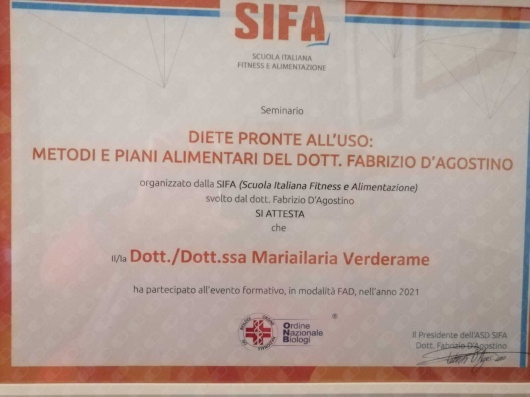 SIFA
SCUOLA ITALIANA
FITNESS E ALIMENTAZIONE
Seminario
DIETE PRONTE ALL'USO:
METODI E PIANI ALIMENTARI DEL DOTT. FABRIZIO D'AGOSTINO
organizzato dalla SIFA (Scuola Italiana Fitness e Alimentazione)
svolto dal dott. Fabrizio D'Agostino
SI ATTESTA
che
Il/la Dott./Dott.ssa Mariailaria Verderame
ha partecipato all'evento formativo, in modalità FAD, nell'anno 2021
Ordine
Nazionale
Biologi
®
Il Presidente dell'ASD SIFA
Dott. Fabrizio D'Agostino